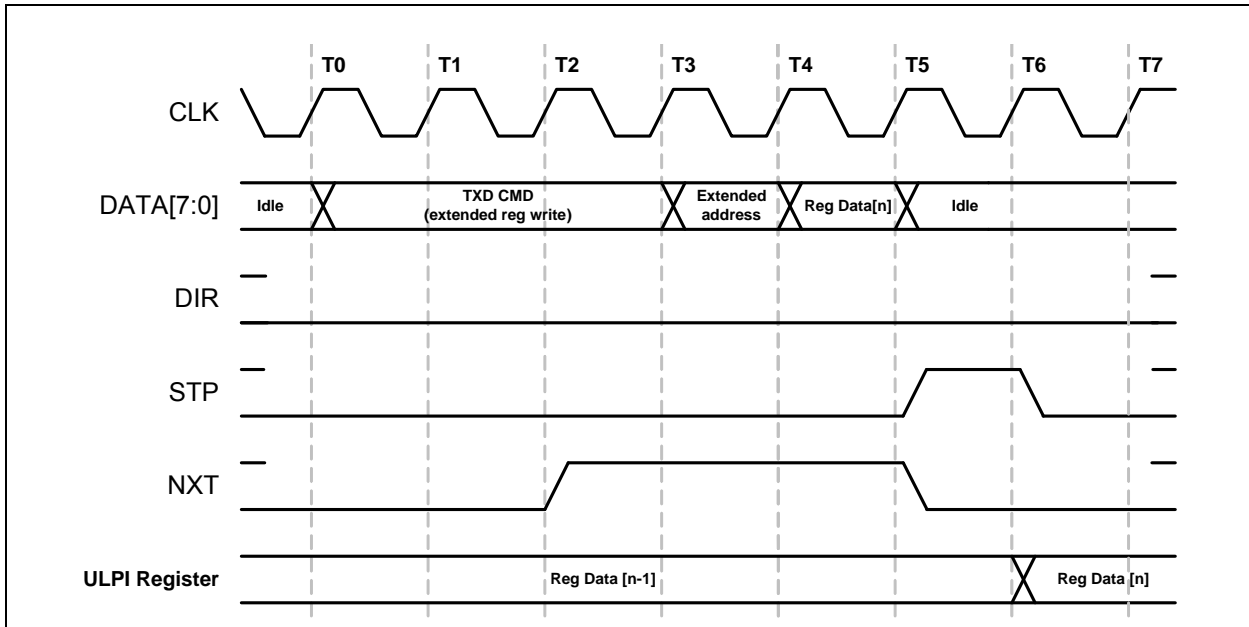 T0 T1 T2 T3 T4 T5 T6 T7
CLK
DATA[7:0] Idle TXD CMD Extended Reg Data[n] Idle
(extended reg write) address
DIR
STP
NXT
ULPI Register Reg Data [n-1] Reg Data [n]